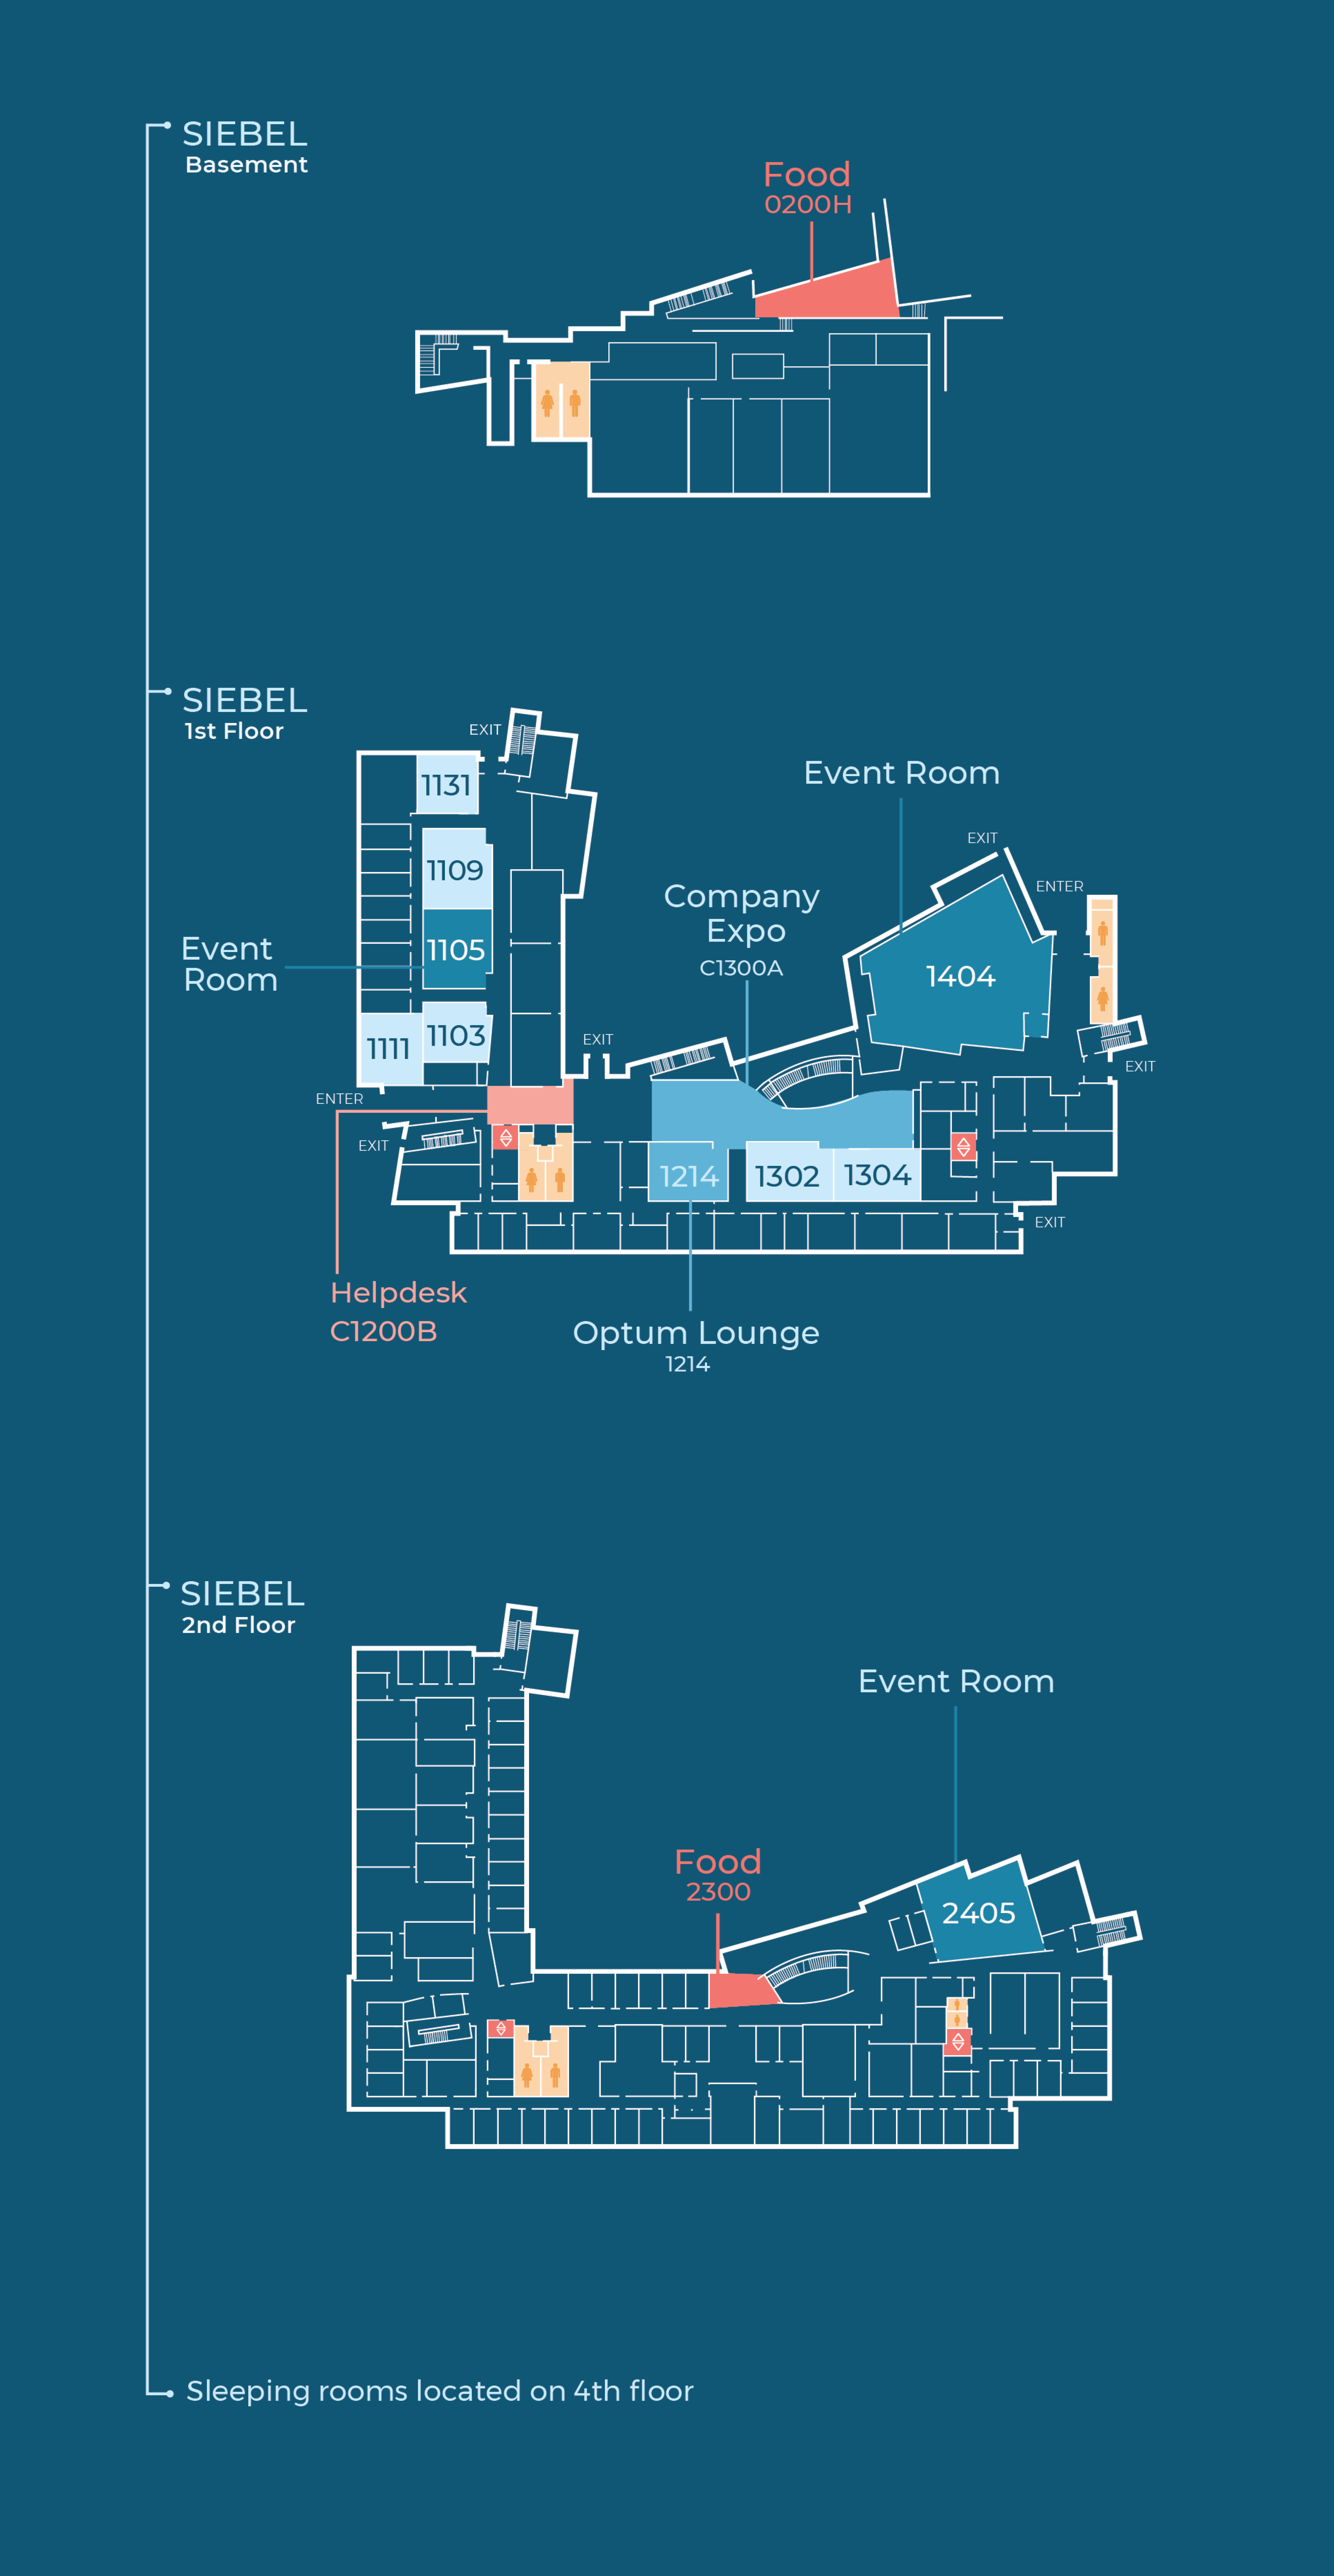 SIEBEL
Basement
Food
0200H
SIEBEL
1st Floor
EXIT
1131
Event Room
EXIT
1109
ENTER
Company
Expo
C1300A
Event
Room
1105
1404
1103
1111
EXIT
EXIT
ENTER
EXIT
1214
1302
1304
EXIT
Helpdesk
C1200B
Optum Lounge
1214
SIEBEL
2nd Floor
Event Room
Food
2300
2405
Sleeping rooms located on 4th floor